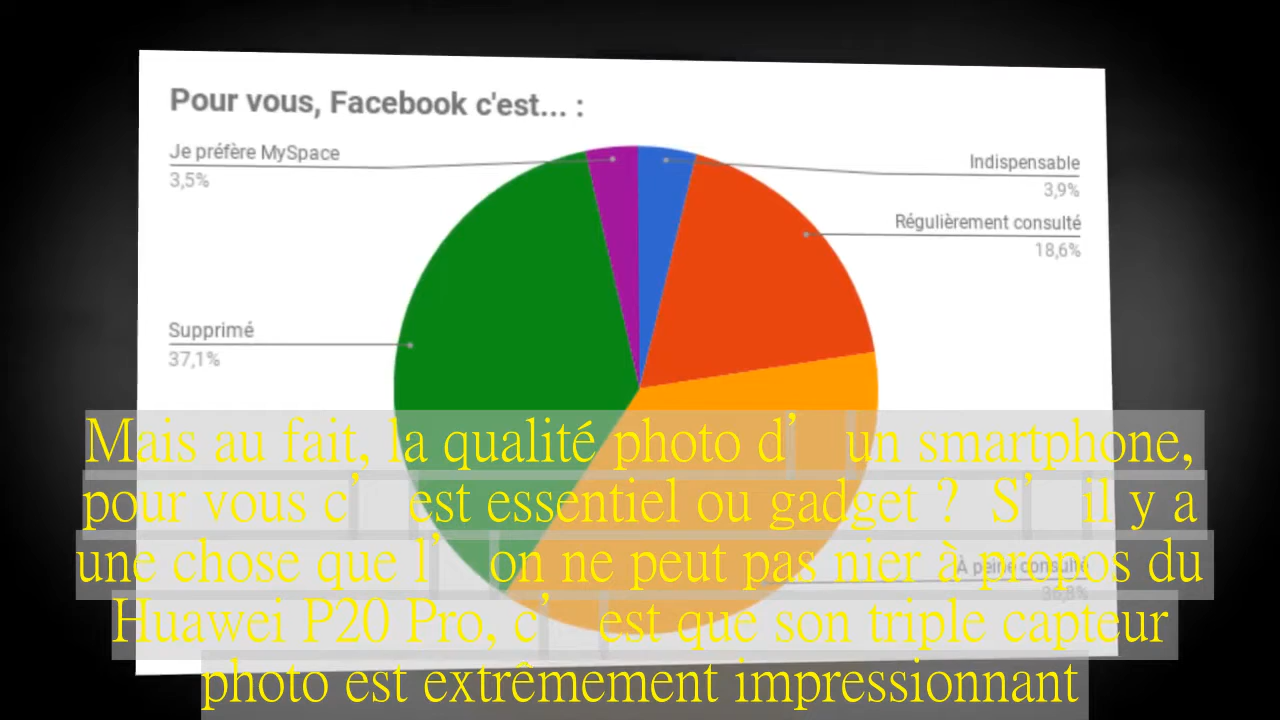 Pour vous, Facebook c'est... :
Je préfère MySpace
3,5%
Indispensable
3,9%
Régulièrement consulté
18,6%
Supprimé
37,1%
À peine consulté
36,8%
Mais au fait, la qualité photo d’un smartphone,
pour vous c’est essentiel ou gadget ? S’il y a
une chose que l’on ne peut pas nier à propos du
Huawei P20 Pro, c’est que son triple capteur
photo est extrêmement impressionnant